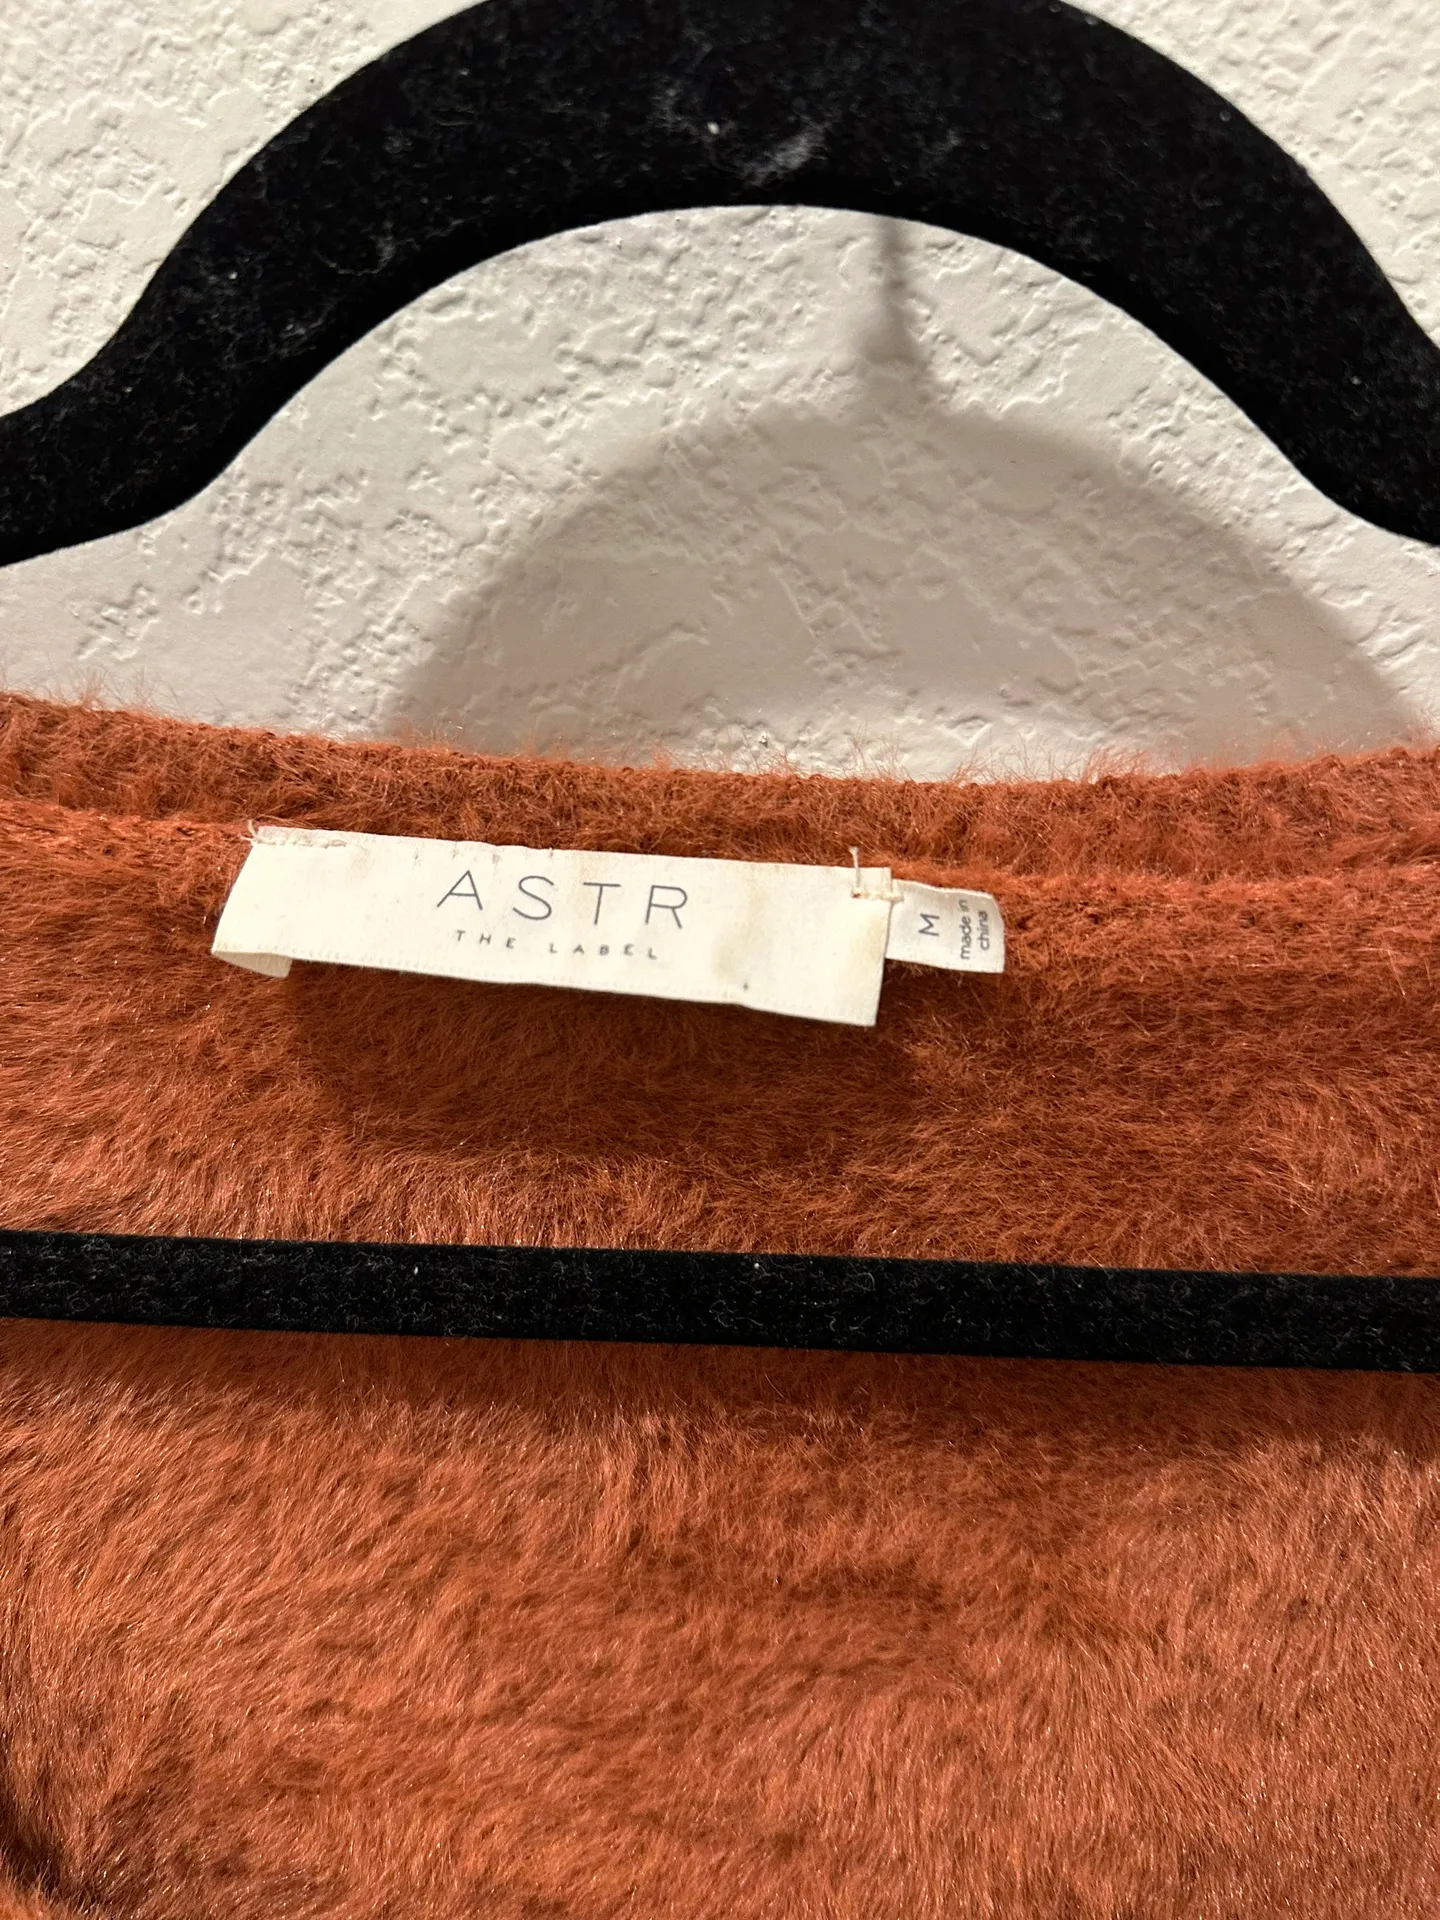 ASTR
THE LABEL
M
made in
china